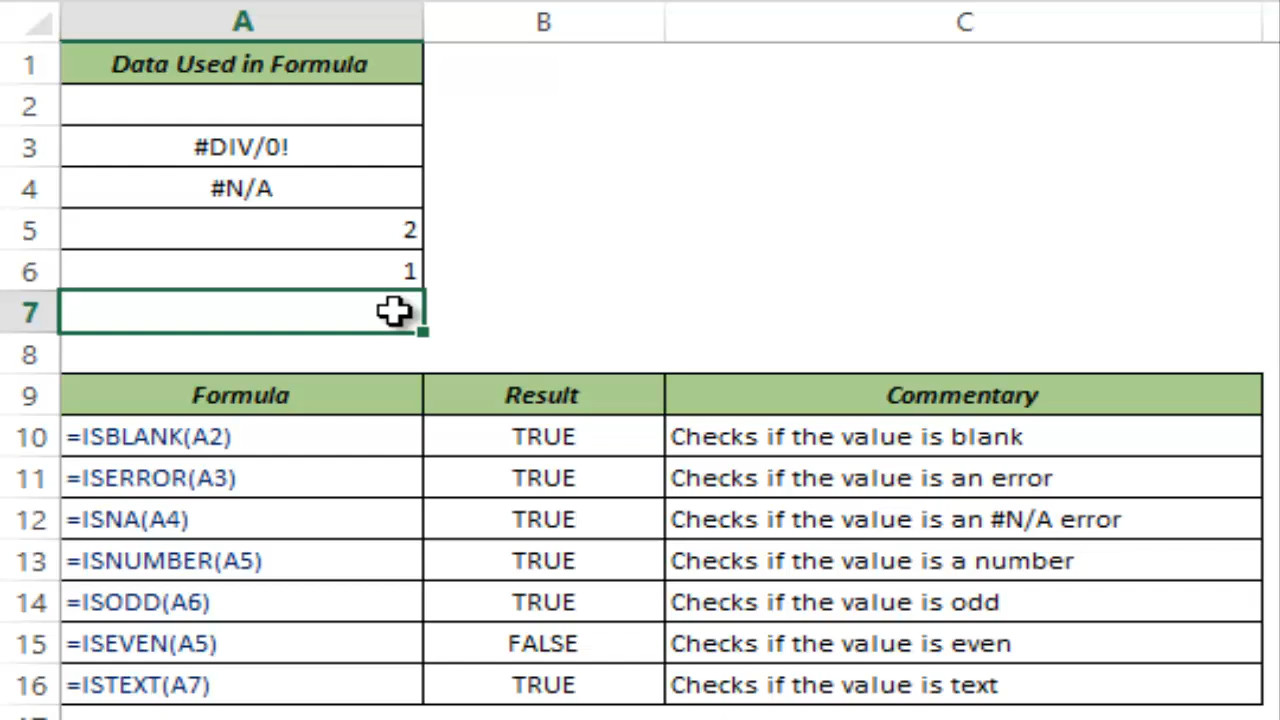 A B C
1 Data Used in Formula
2
3 #DIV/0!
4 #N/A
5 2
6 1
7
8
9 Formula Result Commentary
10 =ISBLANK(A2) TRUE Checks if the value is blank
11 =ISERROR(A3) TRUE Checks if the value is an error
12 =ISNA(A4) TRUE Checks if the value is an #N/A error
13 =ISNUMBER(A5) TRUE Checks if the value is a number
14 =ISODD(A6) TRUE Checks if the value is odd
15 =ISEVEN(A5) FALSE Checks if the value is even
16 =ISTEXT(A7) TRUE Checks if the value is text